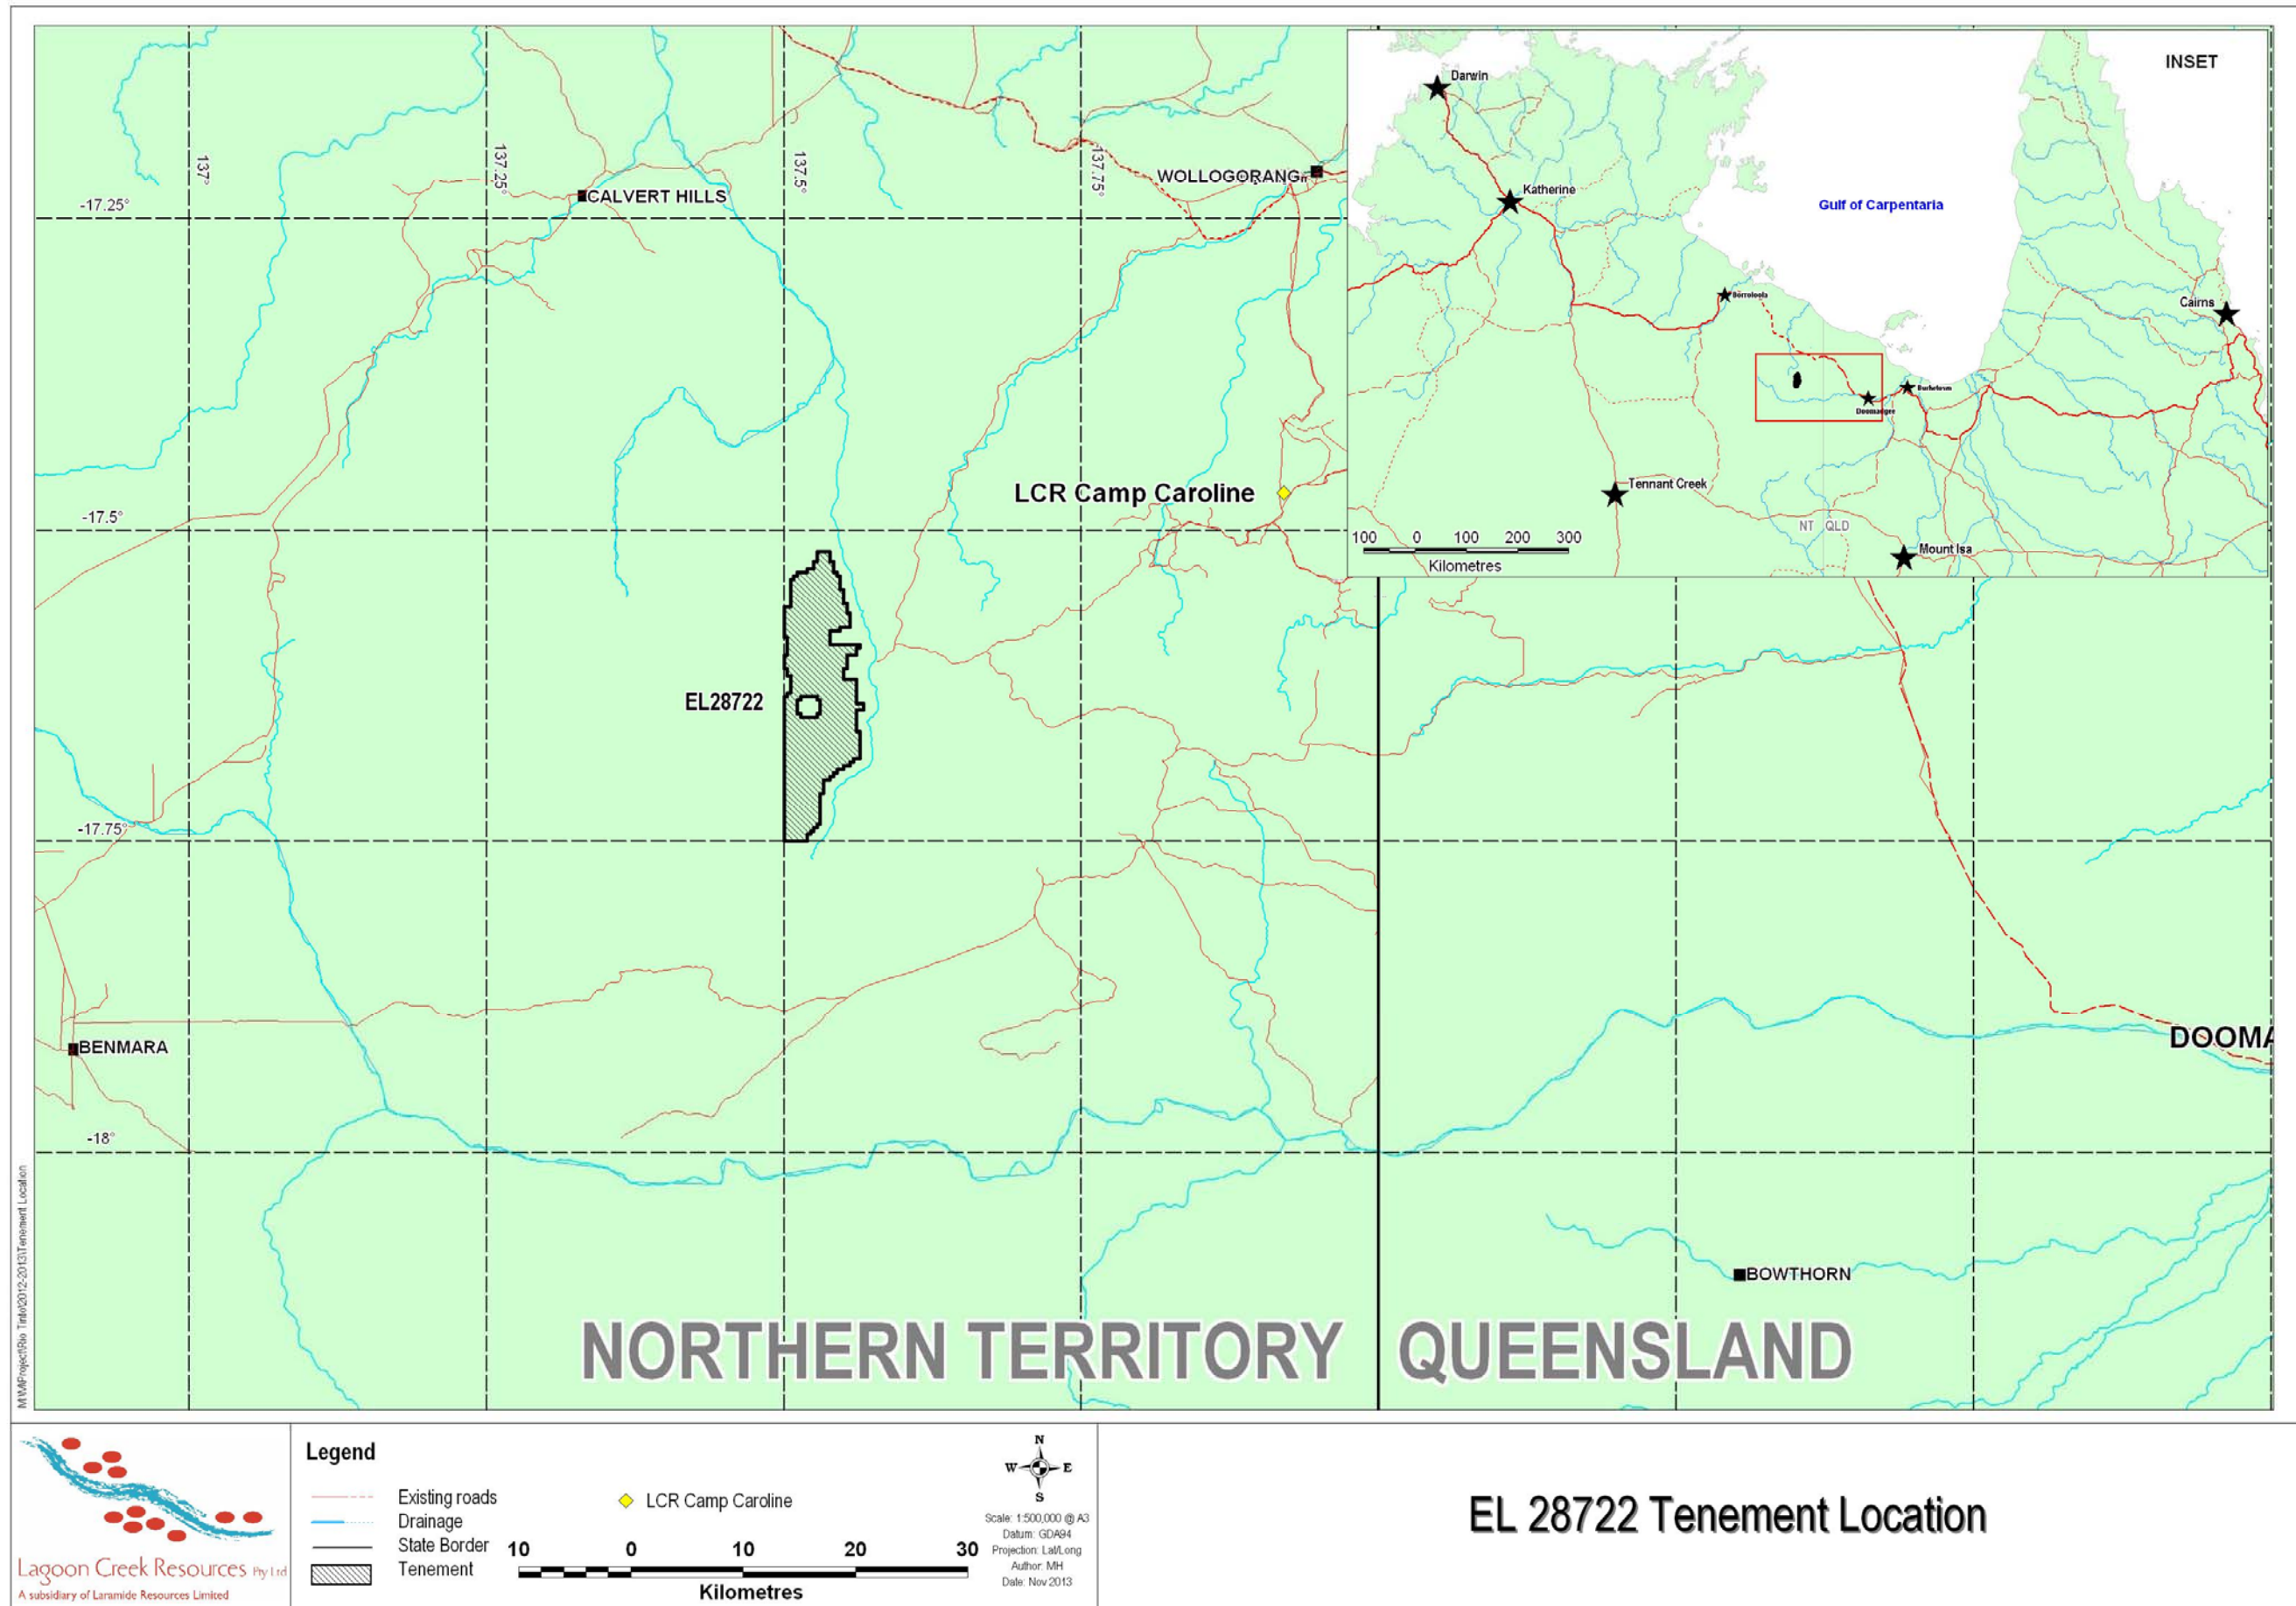 INSET
Darwin
Katherine
Gulf of Carpentaria
Borroloola
Cairns
Burketown
Doomadgee
Tennant Creek
NT QLD
Mount Isa
100 0 100 200 300
Kilometres
137°
137.25°
137.5°
137.75°
WOLLOGORANG
CALVERT HILLS
-17.25°
LCR Camp Caroline
-17.5°
EL28722
-17.75°
DOOMA
BENMARA
-18°
BOWTHORN
NORTHERN TERRITORY QUEENSLAND
Legend
Existing roads
Drainage
State Border
Tenement
LCR Camp Caroline
10 0 10 20 30
Kilometres
N
W E
S
Scale: 1:500,000 @ A3
Datum: GDA94
Projection: Lat/Long
Author: MH
Date: Nov 2013
EL 28722 Tenement Location
Lagoon Creek Resources Pty Ltd
A subsidiary of Laramide Resources Limited